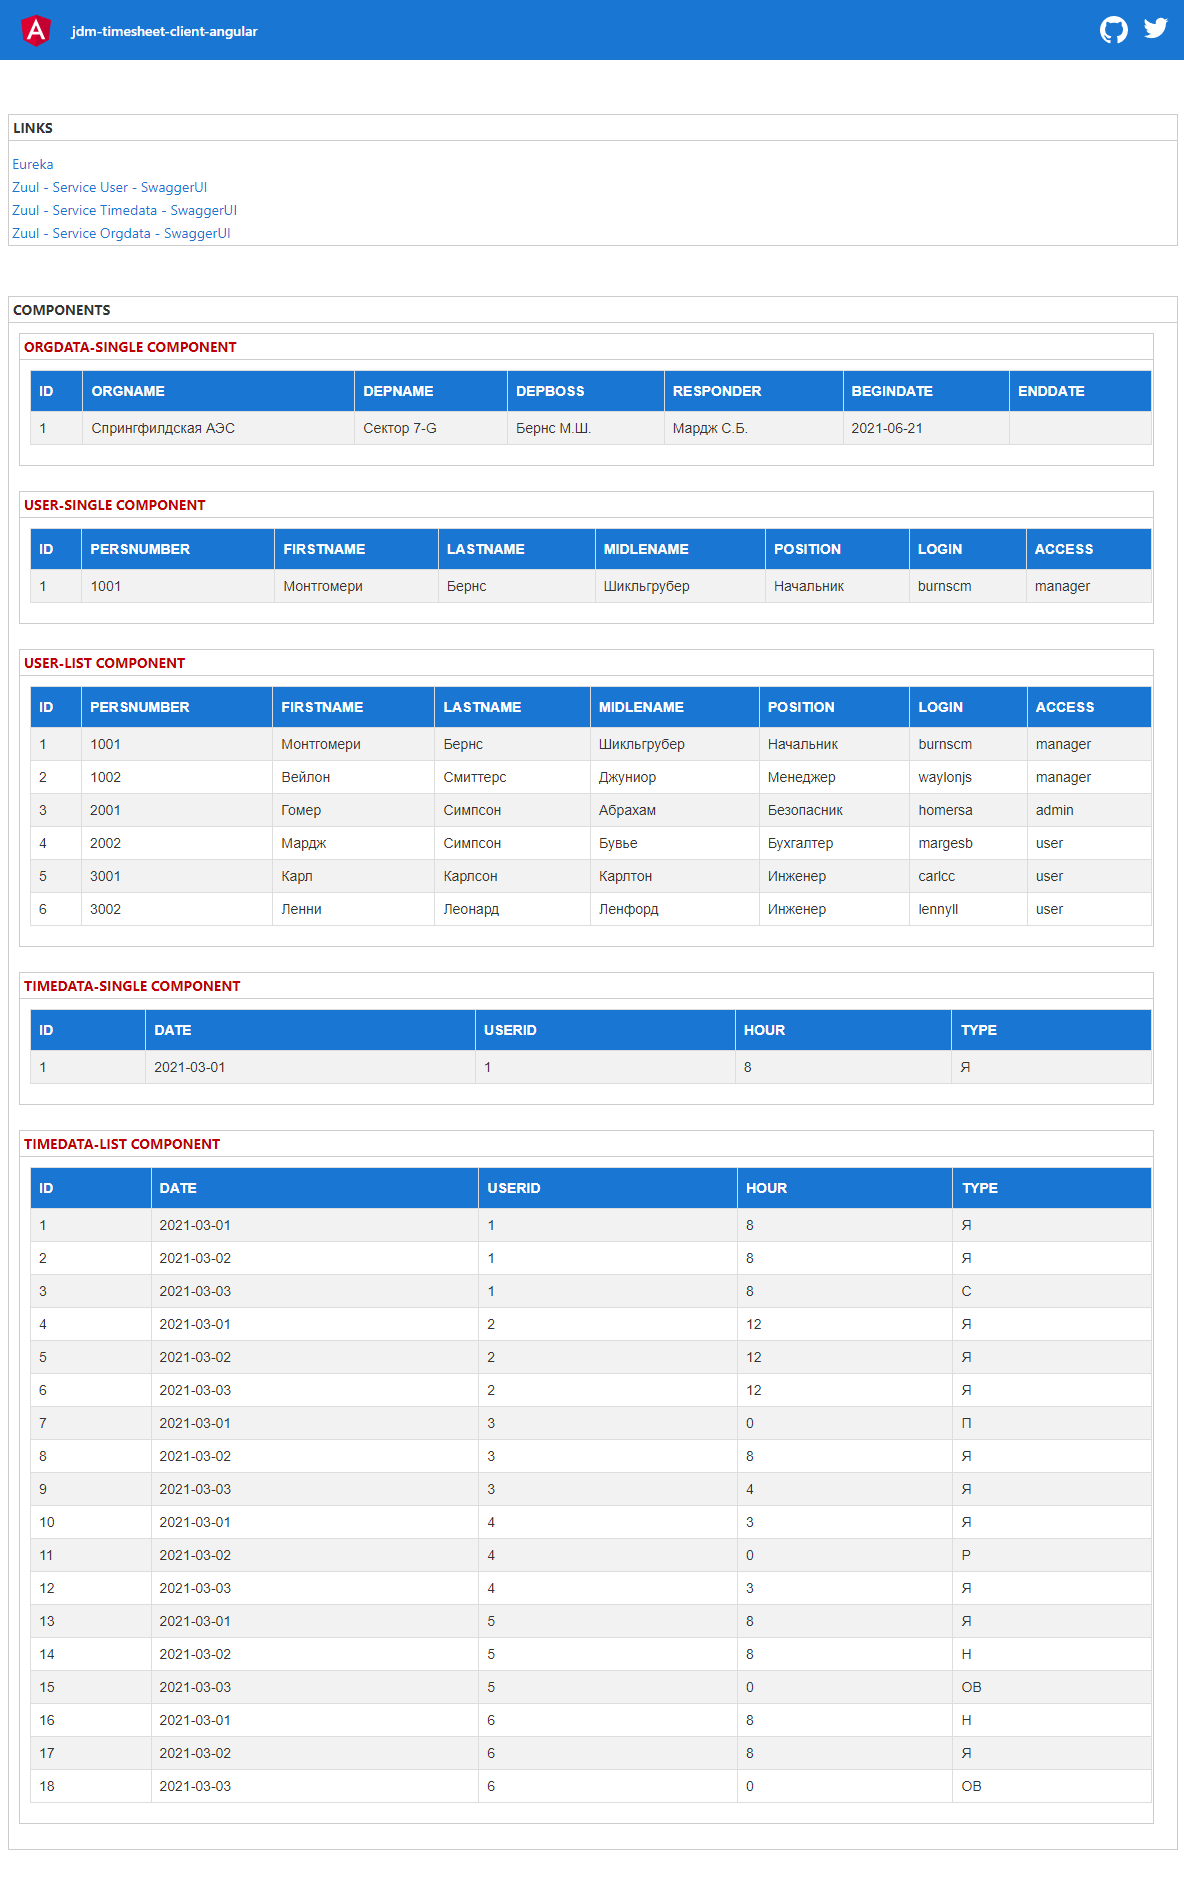 jdm-timesheet-client-angular
LINKS
Eureka
Zuul - Service User - SwaggerUI
Zuul - Service Timedata - SwaggerUI
Zuul - Service Orgdata - SwaggerUI
COMPONENTS
ORGDATA-SINGLE COMPONENT
ID ORGNAME DEPNAME DEPBOSS RESPONDER BEGINDATE ENDDATE
1 Спрингфилдская АЭС Сектор 7-G Бернс М.Ш. Мардж С.Б. 2021-06-21
USER-SINGLE COMPONENT
ID PERSNUMBER FIRSTNAME LASTNAME MIDLENAME POSITION LOGIN ACCESS
1 1001 Монтгомери Бернс Шикльгрубер Начальник burnscm manager
USER-LIST COMPONENT
ID PERSNUMBER FIRSTNAME LASTNAME MIDLENAME POSITION LOGIN ACCESS
1 1001 Монтгомери Бернс Шикльгрубер Начальник burnscm manager
2 1002 Вейлон Смиттерс Джуниор Менеджер waylonjs manager
3 2001 Гомер Симпсон Абрахам Безопасник homersa admin
4 2002 Мардж Симпсон Бувье Бухгалтер margesb user
5 3001 Карл Карлсон Карлтон Инженер carlcc user
6 3002 Ленни Леонард Ленфорд Инженер lennyll user
TIMEDATA-SINGLE COMPONENT
ID DATE USERID HOUR TYPE
1 2021-03-01 1 8 Я
TIMEDATA-LIST COMPONENT
ID DATE USERID HOUR TYPE
1 2021-03-01 1 8 Я
2 2021-03-02 1 8 Я
3 2021-03-03 1 8 С
4 2021-03-01 2 12 Я
5 2021-03-02 2 12 Я
6 2021-03-03 2 12 Я
7 2021-03-01 3 0 П
8 2021-03-02 3 8 Я
9 2021-03-03 3 4 Я
10 2021-03-01 4 3 Я
11 2021-03-02 4 0 Р
12 2021-03-03 4 3 Я
13 2021-03-01 5 8 Я
14 2021-03-02 5 8 Н
15 2021-03-03 5 0 ОВ
16 2021-03-01 6 8 Н
17 2021-03-02 6 8 Я
18 2021-03-03 6 0 ОВ